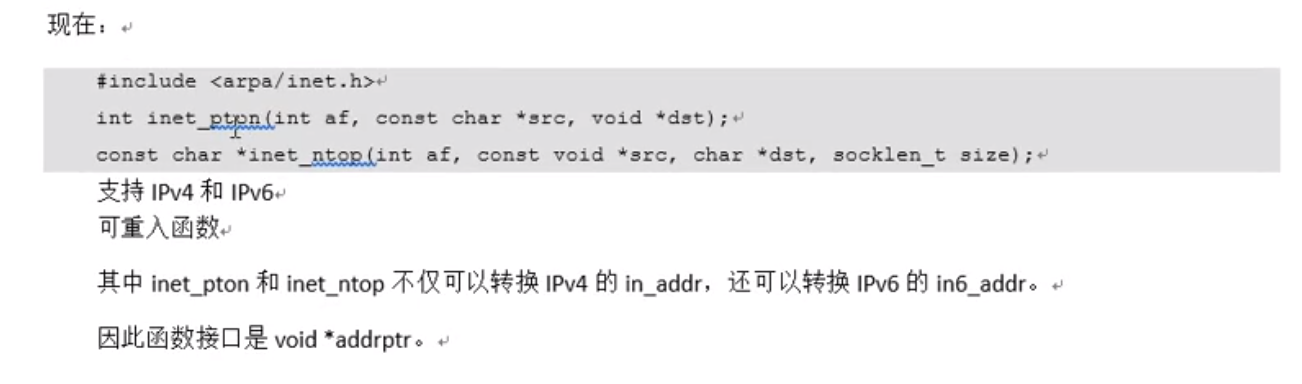 现在：
#include <arpa/inet.h>
int inet_pton(int af, const char *src, void *dst);
const char *inet_ntop(int af, const void *src, char *dst, socklen_t size);
支持 IPv4 和 IPv6
可重入函数
其中 inet_pton 和 inet_ntop 不仅可以转换 IPv4 的 in_addr，还可以转换 IPv6 的 in6_addr。
因此函数接口是 void *addrptr。